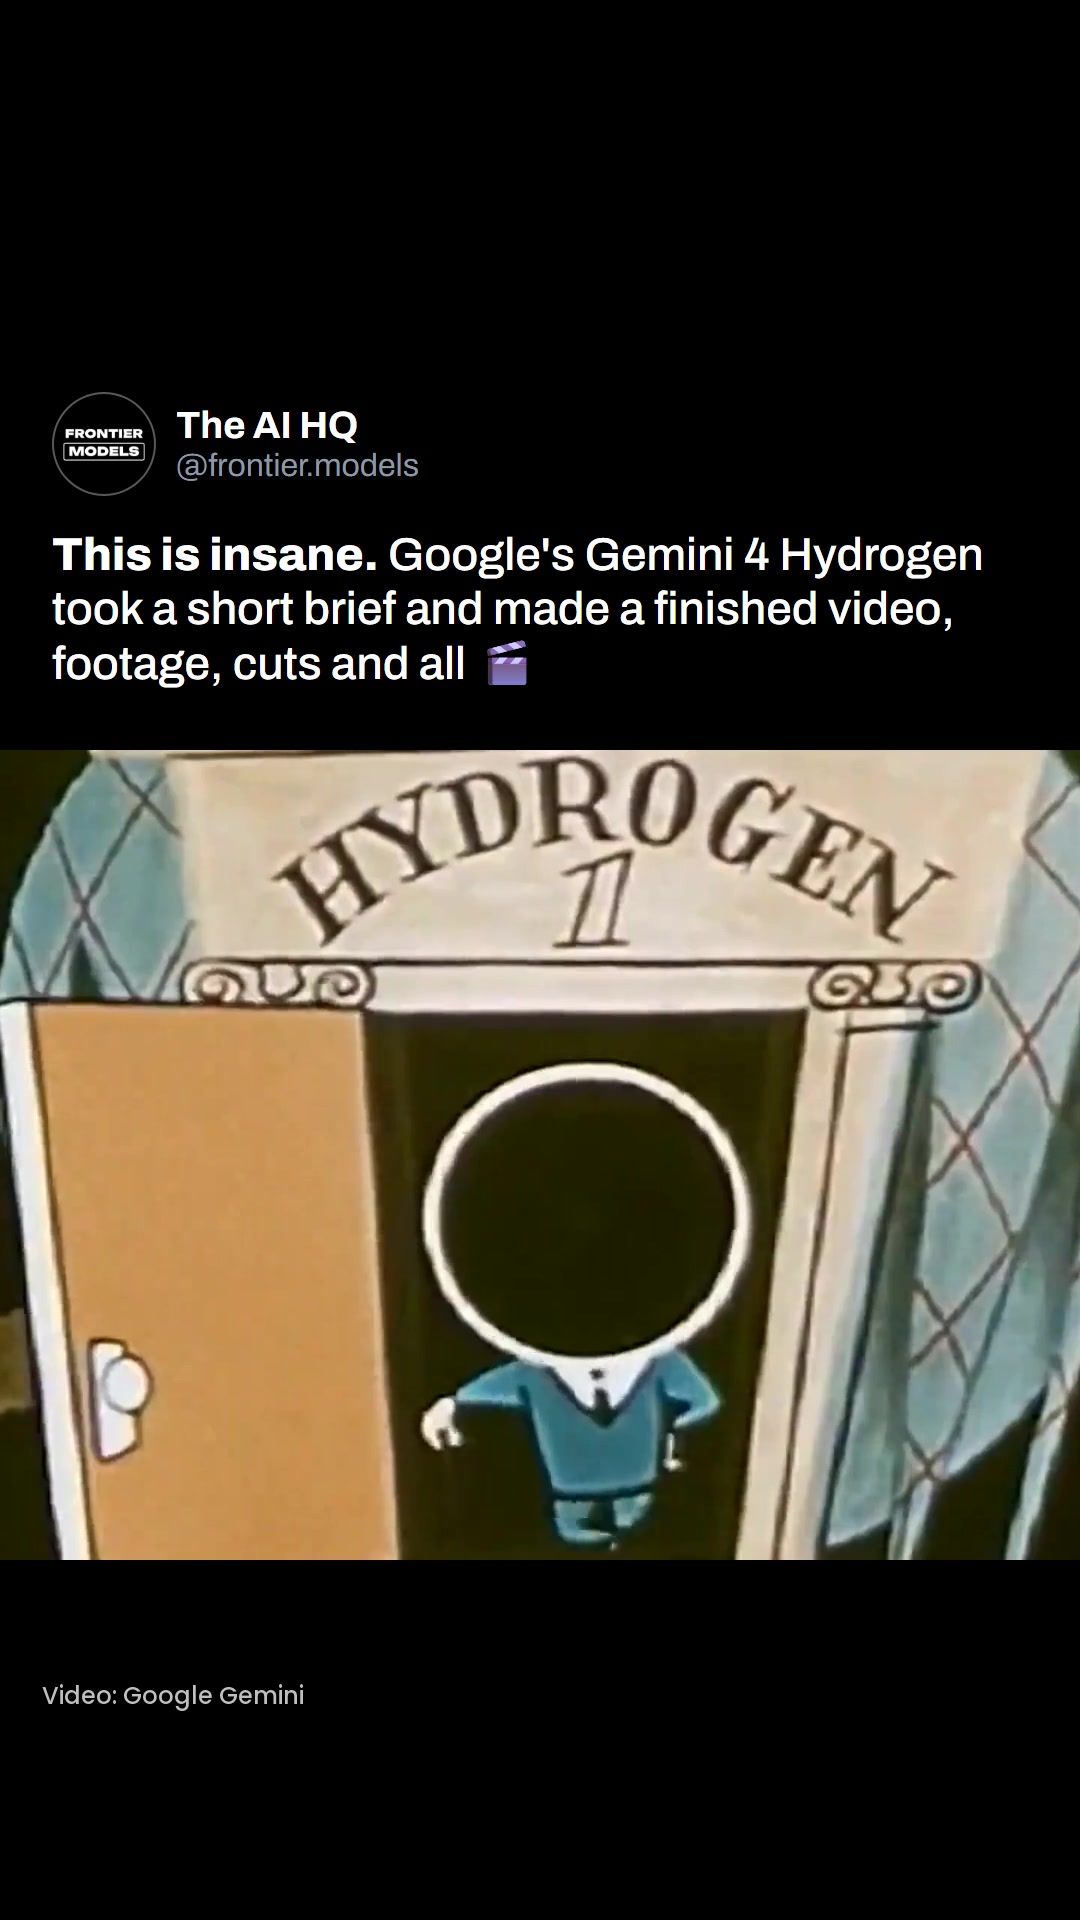 FRONTIER
MODELS
The AI HQ
@frontier.models
This is insane. Google's Gemini 4 Hydrogen
took a short brief and made a finished video,
footage, cuts and all 🎬
HYDROGEN
1
Video: Google Gemini